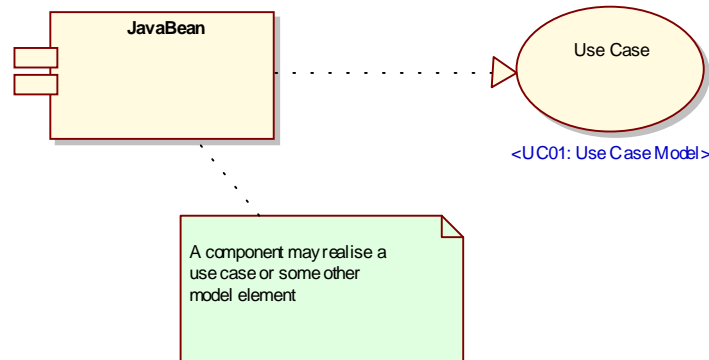 JavaBean
Use Case
<UC01: Use Case Model>
A component may realise a
use case or some other
model element